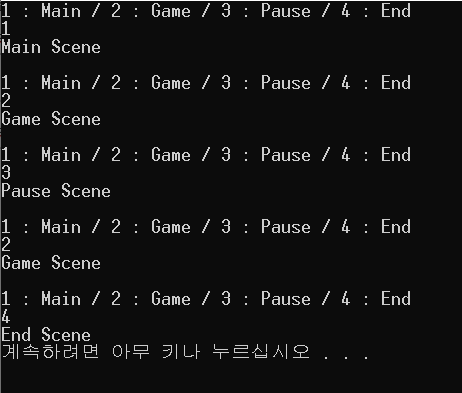 1 : Main / 2 : Game / 3 : Pause / 4 : End
1
Main Scene
1 : Main / 2 : Game / 3 : Pause / 4 : End
2
Game Scene
1 : Main / 2 : Game / 3 : Pause / 4 : End
3
Pause Scene
1 : Main / 2 : Game / 3 : Pause / 4 : End
2
Game Scene
1 : Main / 2 : Game / 3 : Pause / 4 : End
4
End Scene
계속하려면 아무 키나 누르십시오 . . .